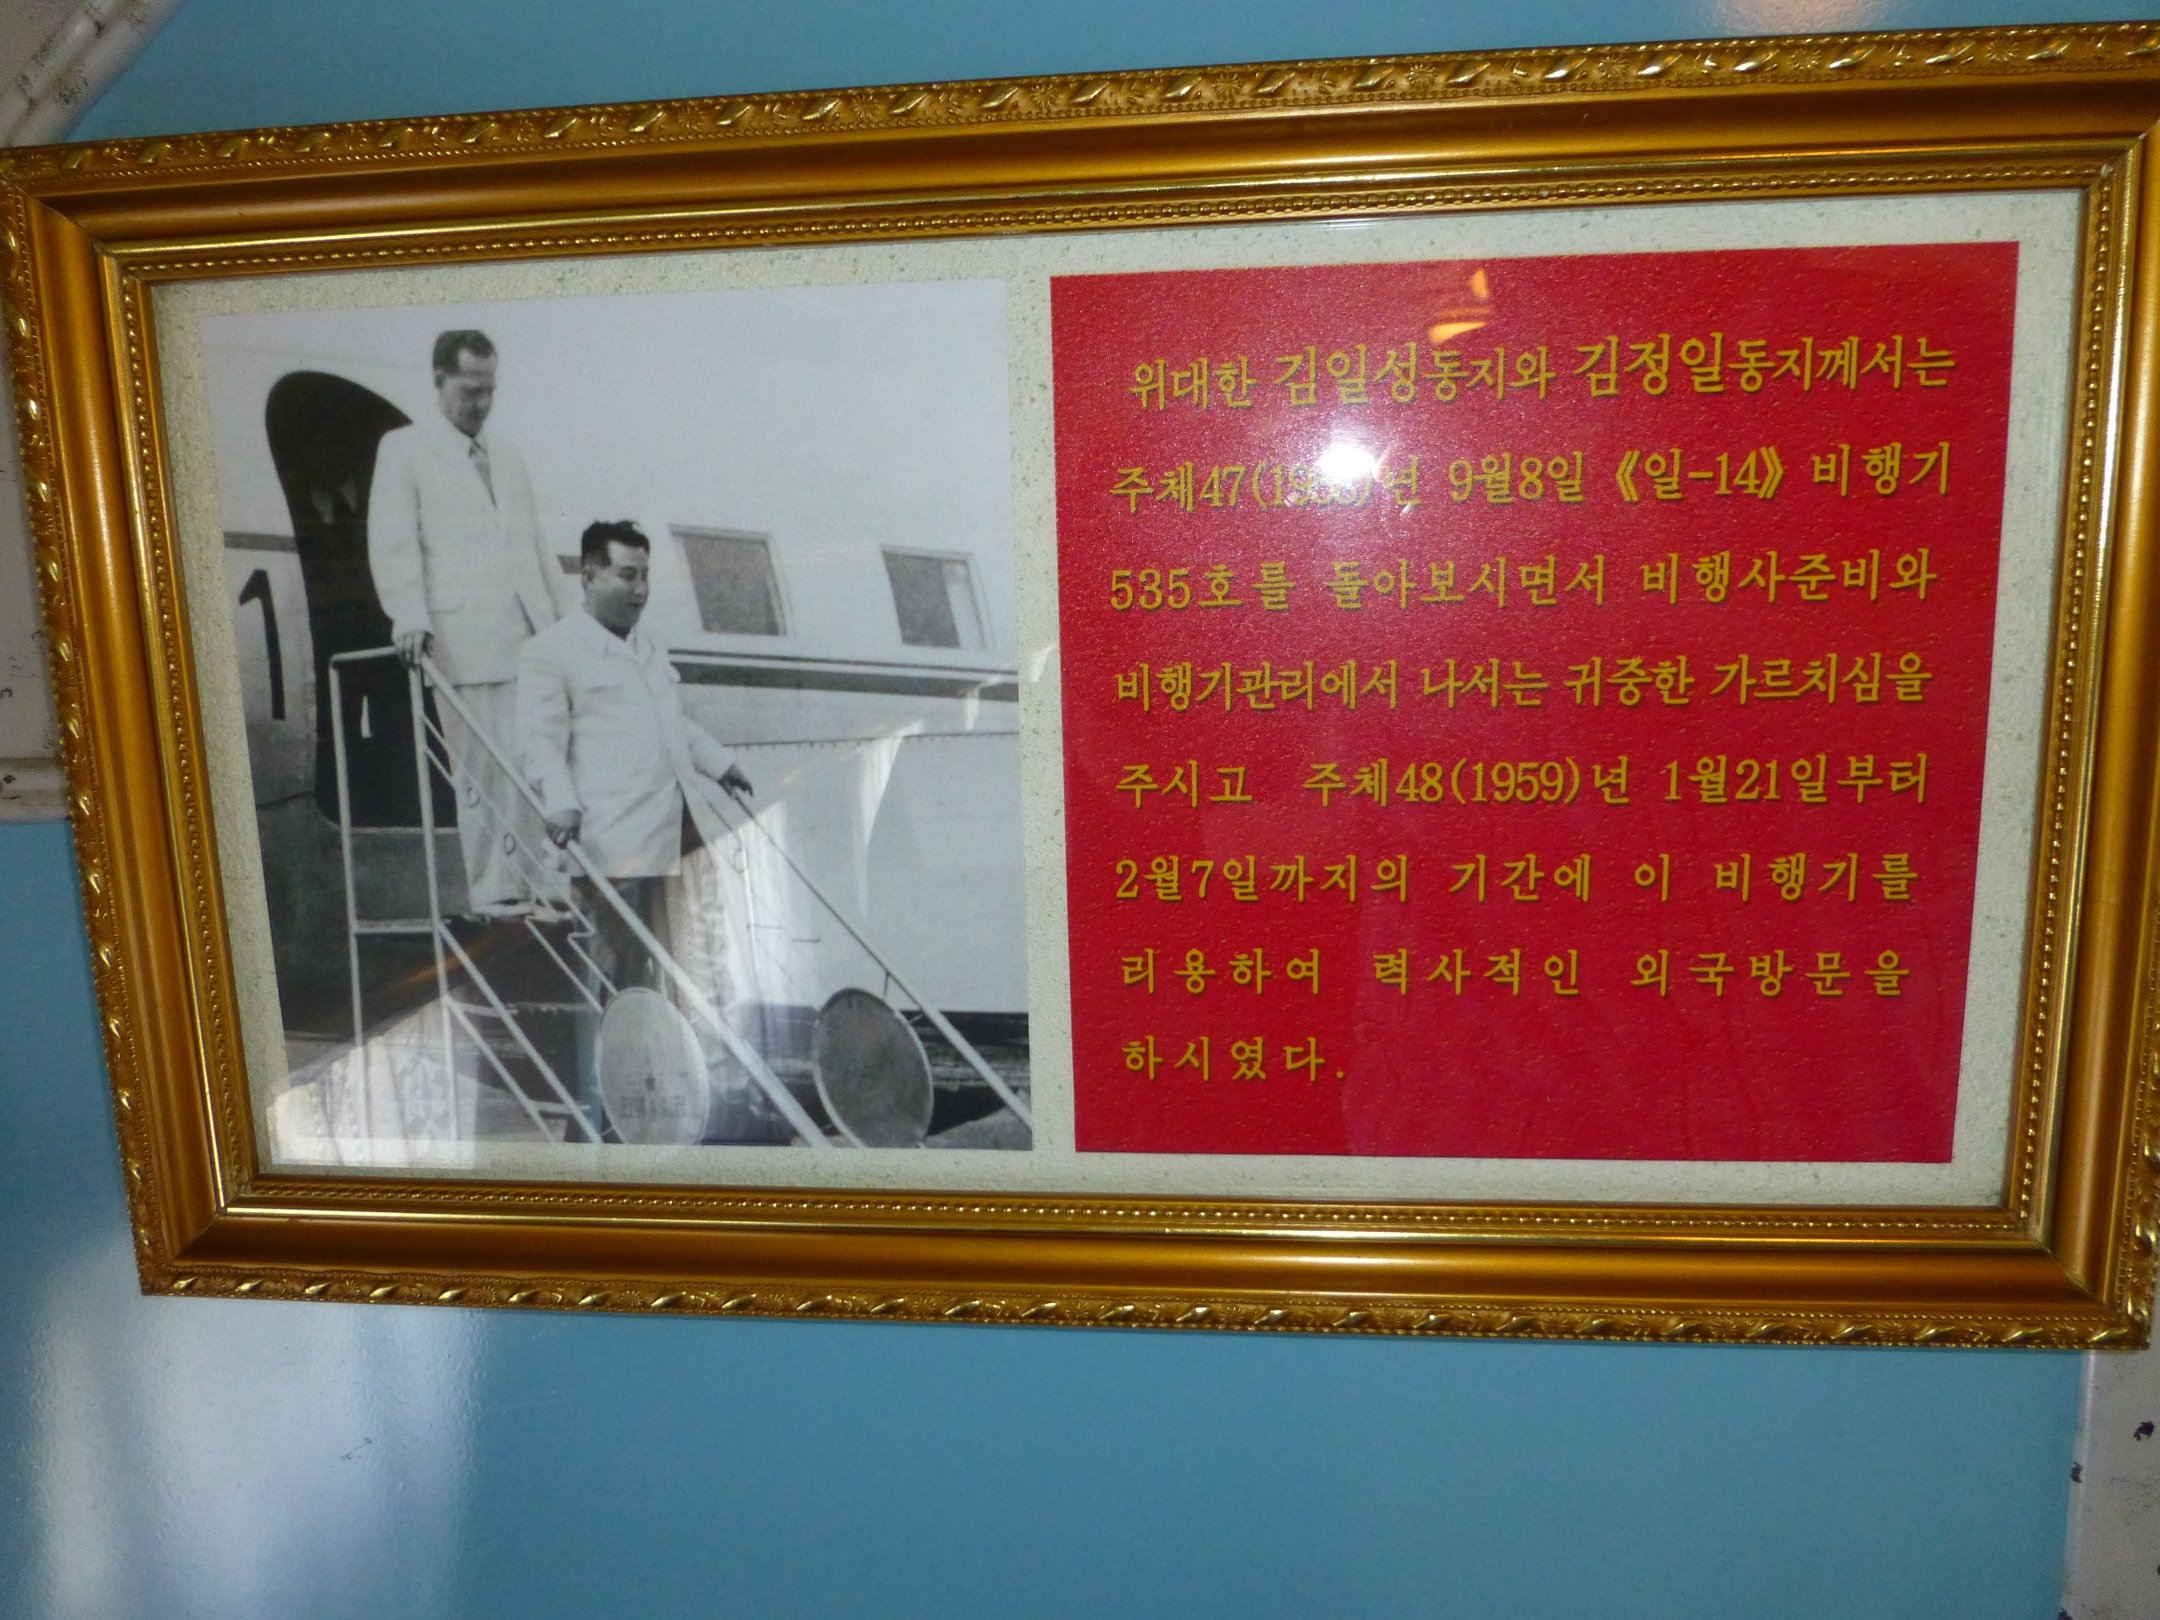 1
위대한 김일성동지와 김정일동지께서는
주체47(1958)년 9월8일 《일-14》 비행기
535호를 돌아보시면서 비행사준비와
비행기관리에서 나서는 귀중한 가르치심을
주시고 주체48(1959)년 1월21일부터
2월7일까지의 기간에 이 비행기를
리용하여 력사적인 외국방문을
하시였다.